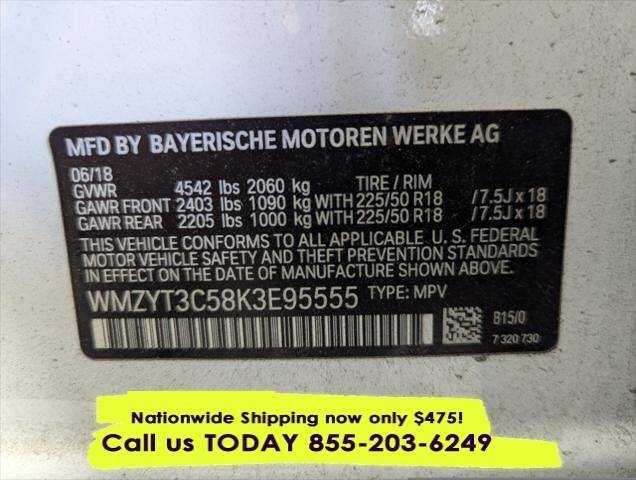 MFD BY BAYERISCHE MOTOREN WERKE AG
06/18
GVWR 4542 lbs 2060 kg TIRE / RIM
GAWR FRONT 2403 lbs 1090 kg WITH 225/50 R18 /7.5J x 18
GAWR REAR 2205 lbs 1000 kg WITH 225/50 R18 /7.5J x 18
THIS VEHICLE CONFORMS TO ALL APPLICABLE U. S. FEDERAL
MOTOR VEHICLE SAFETY, BUMPER, AND THEFT PREVENTION STANDARDS
IN EFFECT ON THE DATE OF MANUFACTURE SHOWN ABOVE.
WMZYT3C58K3E95555 TYPE: MPV
B15/0
7 320 730
Nationwide Shipping now only $475!
Call us TODAY 855-203-6249